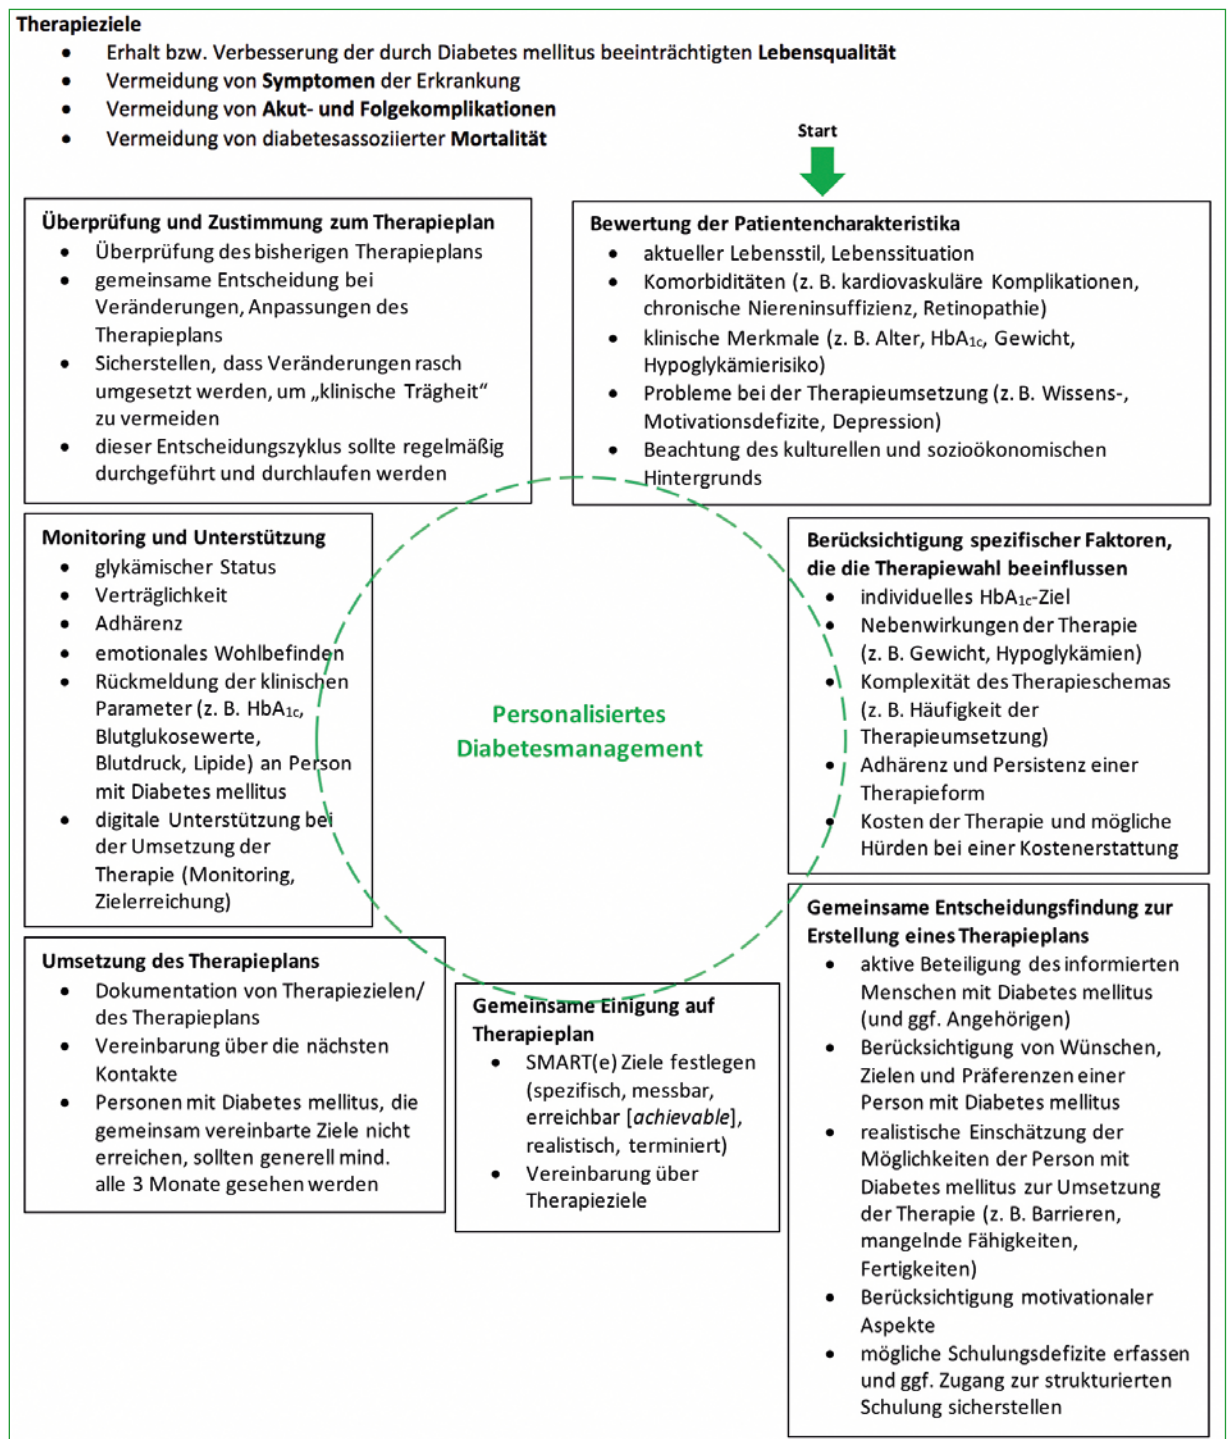 Therapieziele
• Erhalt bzw. Verbesserung der durch Diabetes mellitus beeinträchtigten Lebensqualität
• Vermeidung von Symptomen der Erkrankung
• Vermeidung von Akut- und Folgekomplikationen
• Vermeidung von diabetesassoziierter Mortalität
Start
Bewertung der Patientencharakteristika
• aktueller Lebensstil, Lebenssituation
• Komorbiditäten (z. B. kardiovaskuläre Komplikationen,
chronische Niereninsuffizienz, Retinopathie)
• klinische Merkmale (z. B. Alter, HbA1c, Gewicht,
Hypoglykämierisiko)
• Probleme bei der Therapieumsetzung (z. B. Wissens-,
Motivationsdefizite, Depression)
• Beachtung des kulturellen und sozioökonomischen
Hintergrunds
Berücksichtigung spezifischer Faktoren,
die die Therapiewahl beeinflussen
• individuelles HbA1c-Ziel
• Nebenwirkungen der Therapie
(z. B. Gewicht, Hypoglykämien)
• Komplexität des Therapieschemas
(z. B. Häufigkeit der
Therapieumsetzung)
• Adhärenz und Persistenz einer
Therapieform
• Kosten der Therapie und mögliche
Hürden bei einer Kostenerstattung
Gemeinsame Entscheidungsfindung zur
Erstellung eines Therapieplans
• aktive Beteiligung des informierten
Menschen mit Diabetes mellitus
(und ggf. Angehörigen)
• Berücksichtigung von Wünschen,
Zielen und Präferenzen einer
Person mit Diabetes mellitus
• realistische Einschätzung der
Möglichkeiten der Person mit
Diabetes mellitus zur Umsetzung
der Therapie (z. B. Barrieren,
mangelnde Fähigkeiten,
Fertigkeiten)
• Berücksichtigung motivationaler
Aspekte
• mögliche Schulungsdefizite erfassen
und ggf. Zugang zur strukturierten
Schulung sicherstellen
Gemeinsame Einigung auf
Therapieplan
• SMART(e) Ziele festlegen
(spezifisch, messbar,
erreichbar [achievable],
realistisch, terminiert)
• Vereinbarung über
Therapieziele
Umsetzung des Therapieplans
• Dokumentation von Therapiezielen/
des Therapieplans
• Vereinbarung über die nächsten
Kontakte
• Personen mit Diabetes mellitus, die
gemeinsam vereinbarte Ziele nicht
erreichen, sollten generell mind.
alle 3 Monate gesehen werden
Monitoring und Unterstützung
• glykämischer Status
• Verträglichkeit
• Adhärenz
• emotionales Wohlbefinden
• Rückmeldung der klinischen
Parameter (z. B. HbA1c,
Blutglukosewerte,
Blutdruck, Lipide) an Person
mit Diabetes mellitus
• digitale Unterstützung bei
der Umsetzung der
Therapie (Monitoring,
Zielerreichung)
Überprüfung und Zustimmung zum Therapieplan
• Überprüfung des bisherigen Therapieplans
• gemeinsame Entscheidung bei
Veränderungen, Anpassungen des
Therapieplans
• Sicherstellen, dass Veränderungen rasch
umgesetzt werden, um „klinische Trägheit“
zu vermeiden
• dieser Entscheidungszyklus sollte regelmäßig
durchgeführt und durchlaufen werden
Personalisiertes
Diabetesmanagement